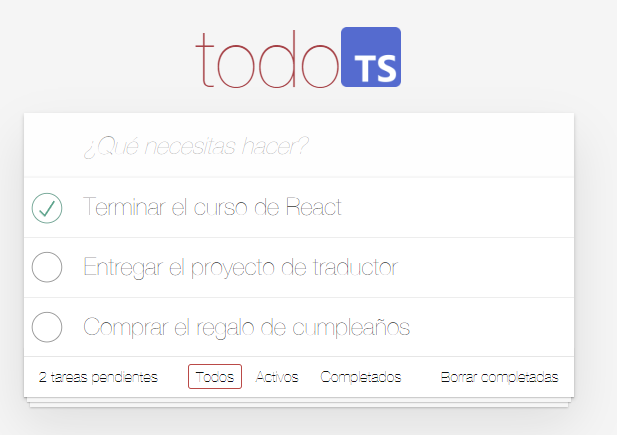 todo TS
¿Qué necesitas hacer?
Terminar el curso de React
Entregar el proyecto de traductor
Comprar el regalo de cumpleaños
2 tareas pendientes Todos Activos Completados Borrar completadas